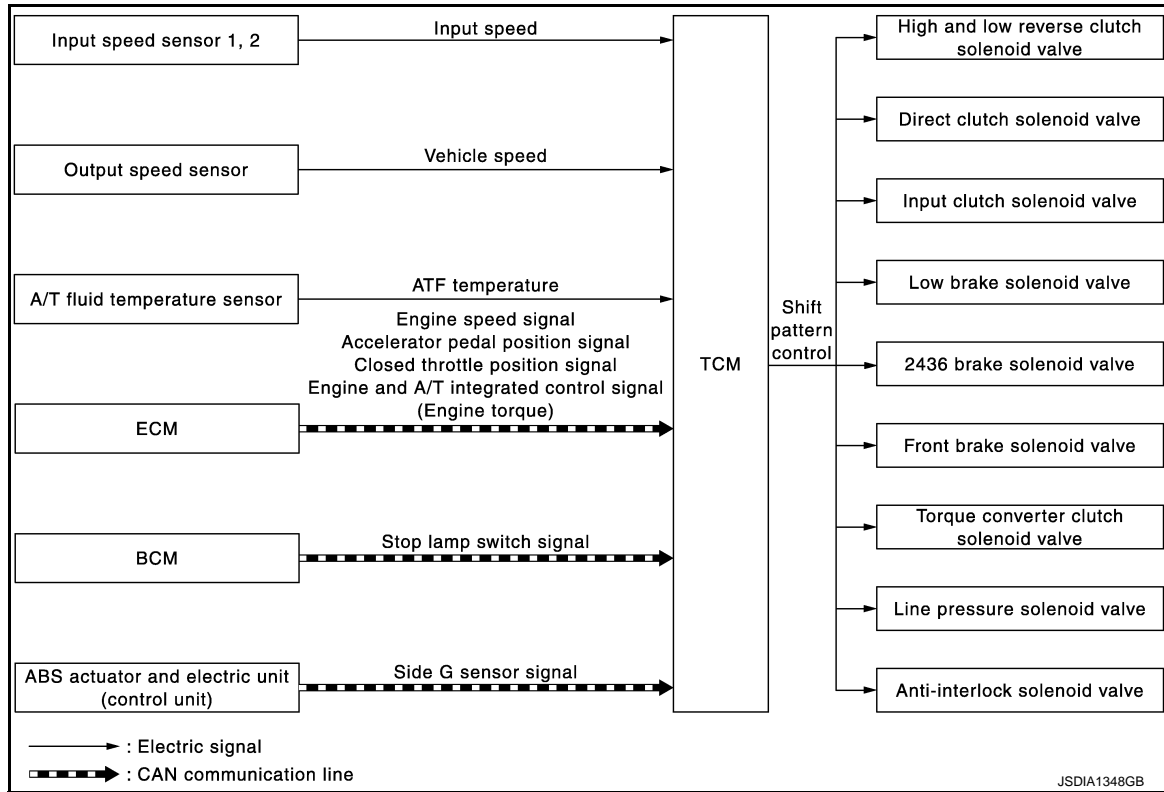 Input speed sensor 1, 2
Input speed
Output speed sensor
Vehicle speed
A/T fluid temperature sensor
ATF temperature
Engine speed signal
Accelerator pedal position signal
Closed throttle position signal
Engine and A/T integrated control signal
(Engine torque)
ECM
BCM
Stop lamp switch signal
ABS actuator and electric unit
(control unit)
Side G sensor signal
TCM
Shift
pattern
control
High and low reverse clutch
solenoid valve
Direct clutch solenoid valve
Input clutch solenoid valve
Low brake solenoid valve
2436 brake solenoid valve
Front brake solenoid valve
Torque converter clutch
solenoid valve
Line pressure solenoid valve
Anti-interlock solenoid valve
: Electric signal
: CAN communication line
JSDIA1348GB